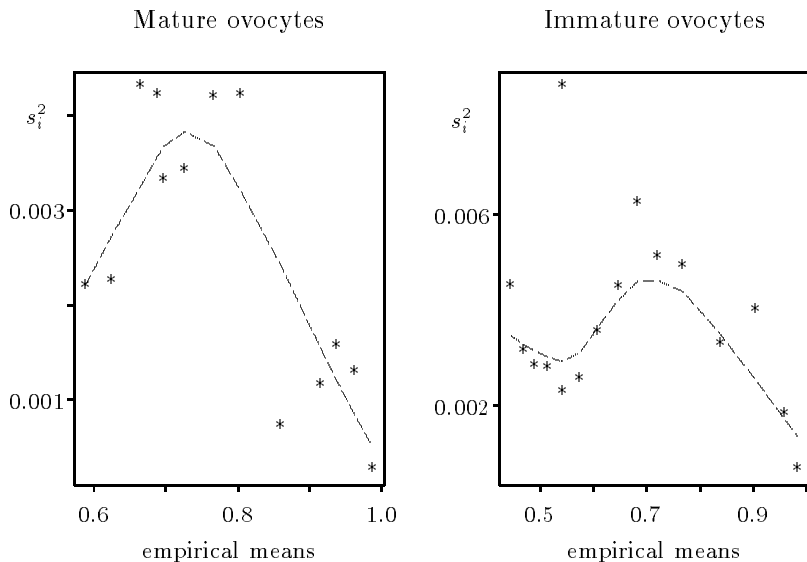 Mature ovocytes
s_i^2
0.003
0.001
0.6 0.8 1.0
empirical means
Immature ovocytes
s_i^2
0.006
0.002
0.5 0.7 0.9
empirical means